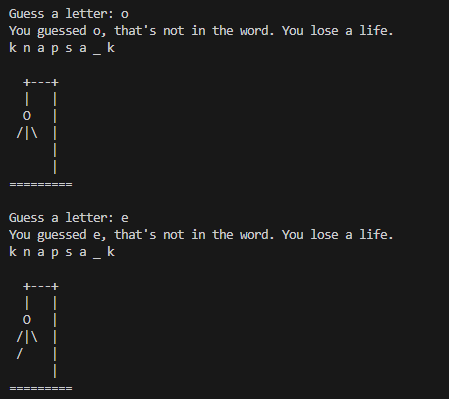 Guess a letter: o
You guessed o, that's not in the word. You lose a life.
k n a p s a _ k
  +---+
  |   |
  O   |
 /|\  |
      |
      |
=========
Guess a letter: e
You guessed e, that's not in the word. You lose a life.
k n a p s a _ k
  +---+
  |   |
  O   |
 /|\  |
 /    |
      |
=========